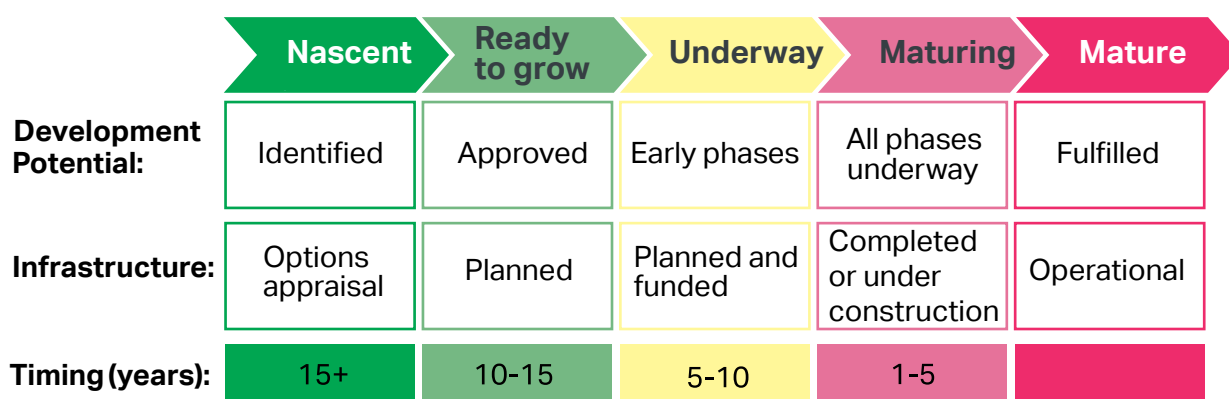 Nascent
Ready
to grow
Underway
Maturing
Mature
Development
Potential:
Identified
Approved
Early phases
All phases
underway
Fulfilled
Infrastructure:
Options
appraisal
Planned
Planned and
funded
Completed
or under
construction
Operational
Timing (years):
15+
10-15
5-10
1-5